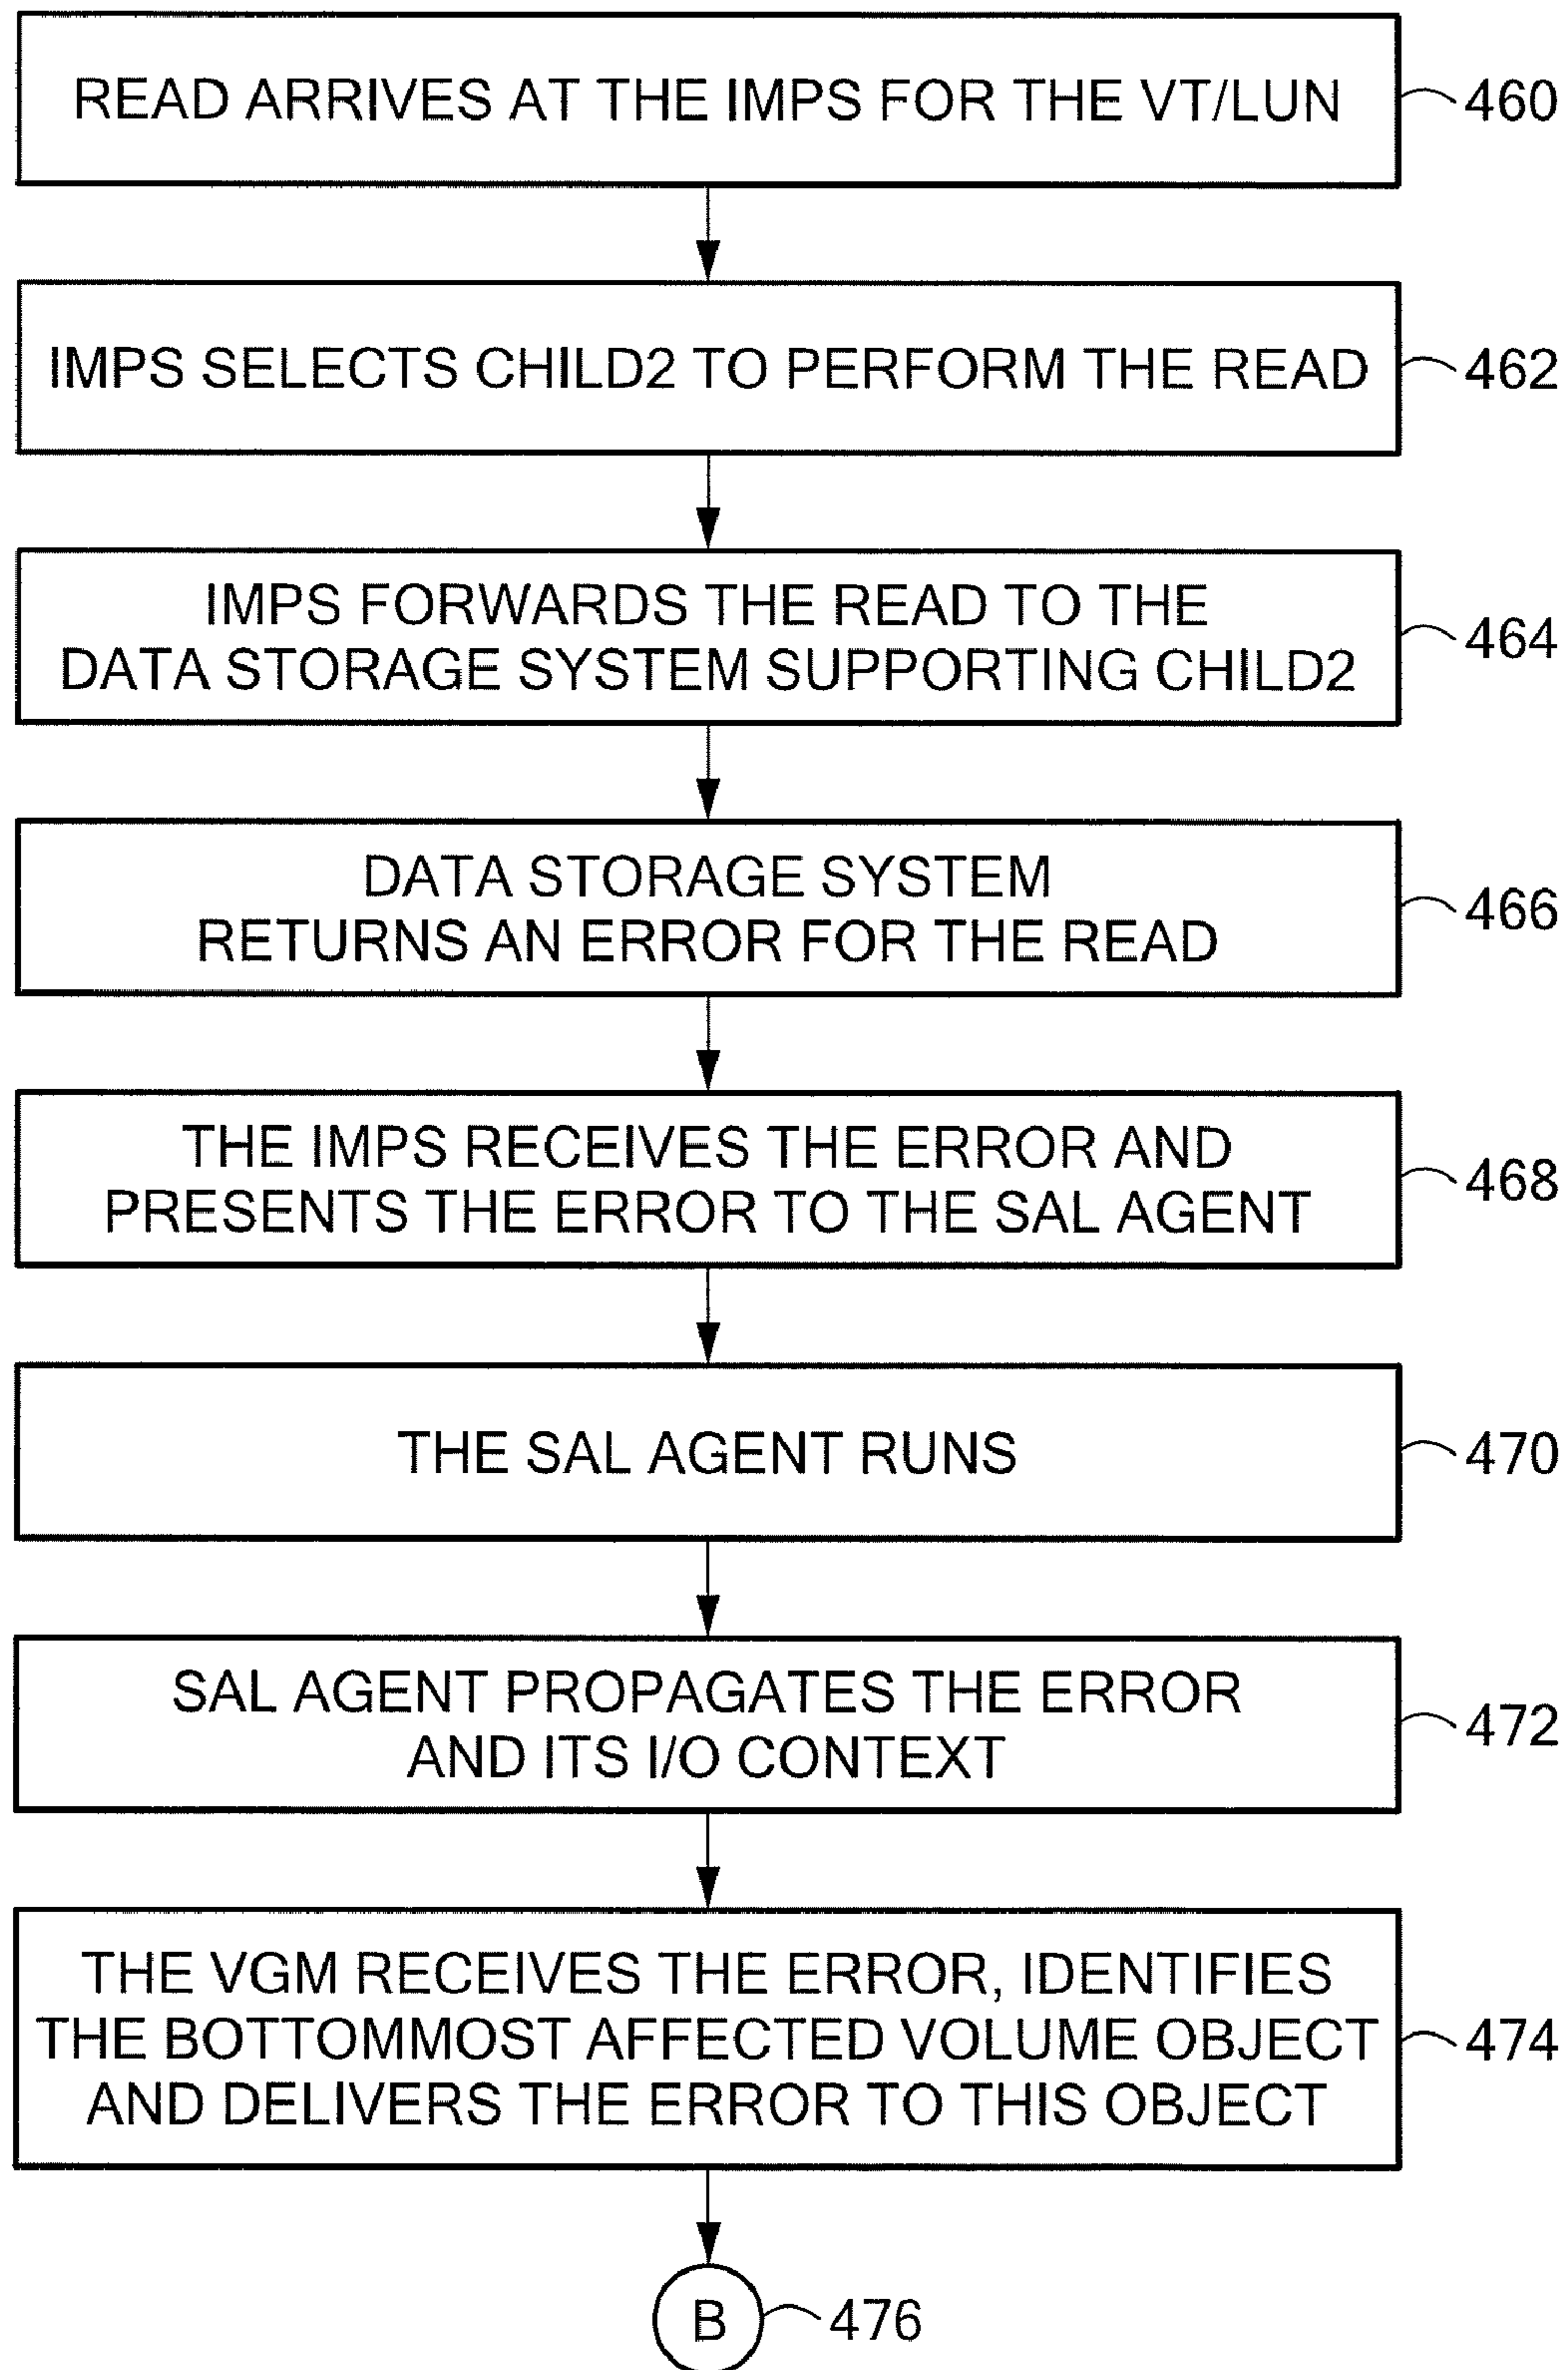 READ ARRIVES AT THE IMPS FOR THE VT/LUN
460
IMPS SELECTS CHILD2 TO PERFORM THE READ
462
IMPS FORWARDS THE READ TO THE
DATA STORAGE SYSTEM SUPPORTING CHILD2
464
DATA STORAGE SYSTEM
RETURNS AN ERROR FOR THE READ
466
THE IMPS RECEIVES THE ERROR AND
PRESENTS THE ERROR TO THE SAL AGENT
468
THE SAL AGENT RUNS
470
SAL AGENT PROPAGATES THE ERROR
AND ITS I/O CONTEXT
472
THE VGM RECEIVES THE ERROR, IDENTIFIES
THE BOTTOMMOST AFFECTED VOLUME OBJECT
AND DELIVERS THE ERROR TO THIS OBJECT
474
B
476